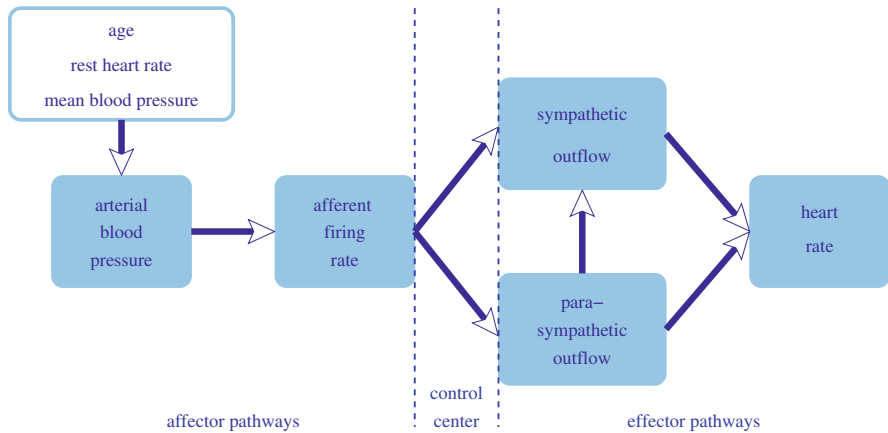 age
rest heart rate
mean blood pressure
arterial
blood
pressure
afferent
firing
rate
sympathetic
outflow
para−
sympathetic
outflow
heart
rate
affector pathways
control
center
effector pathways